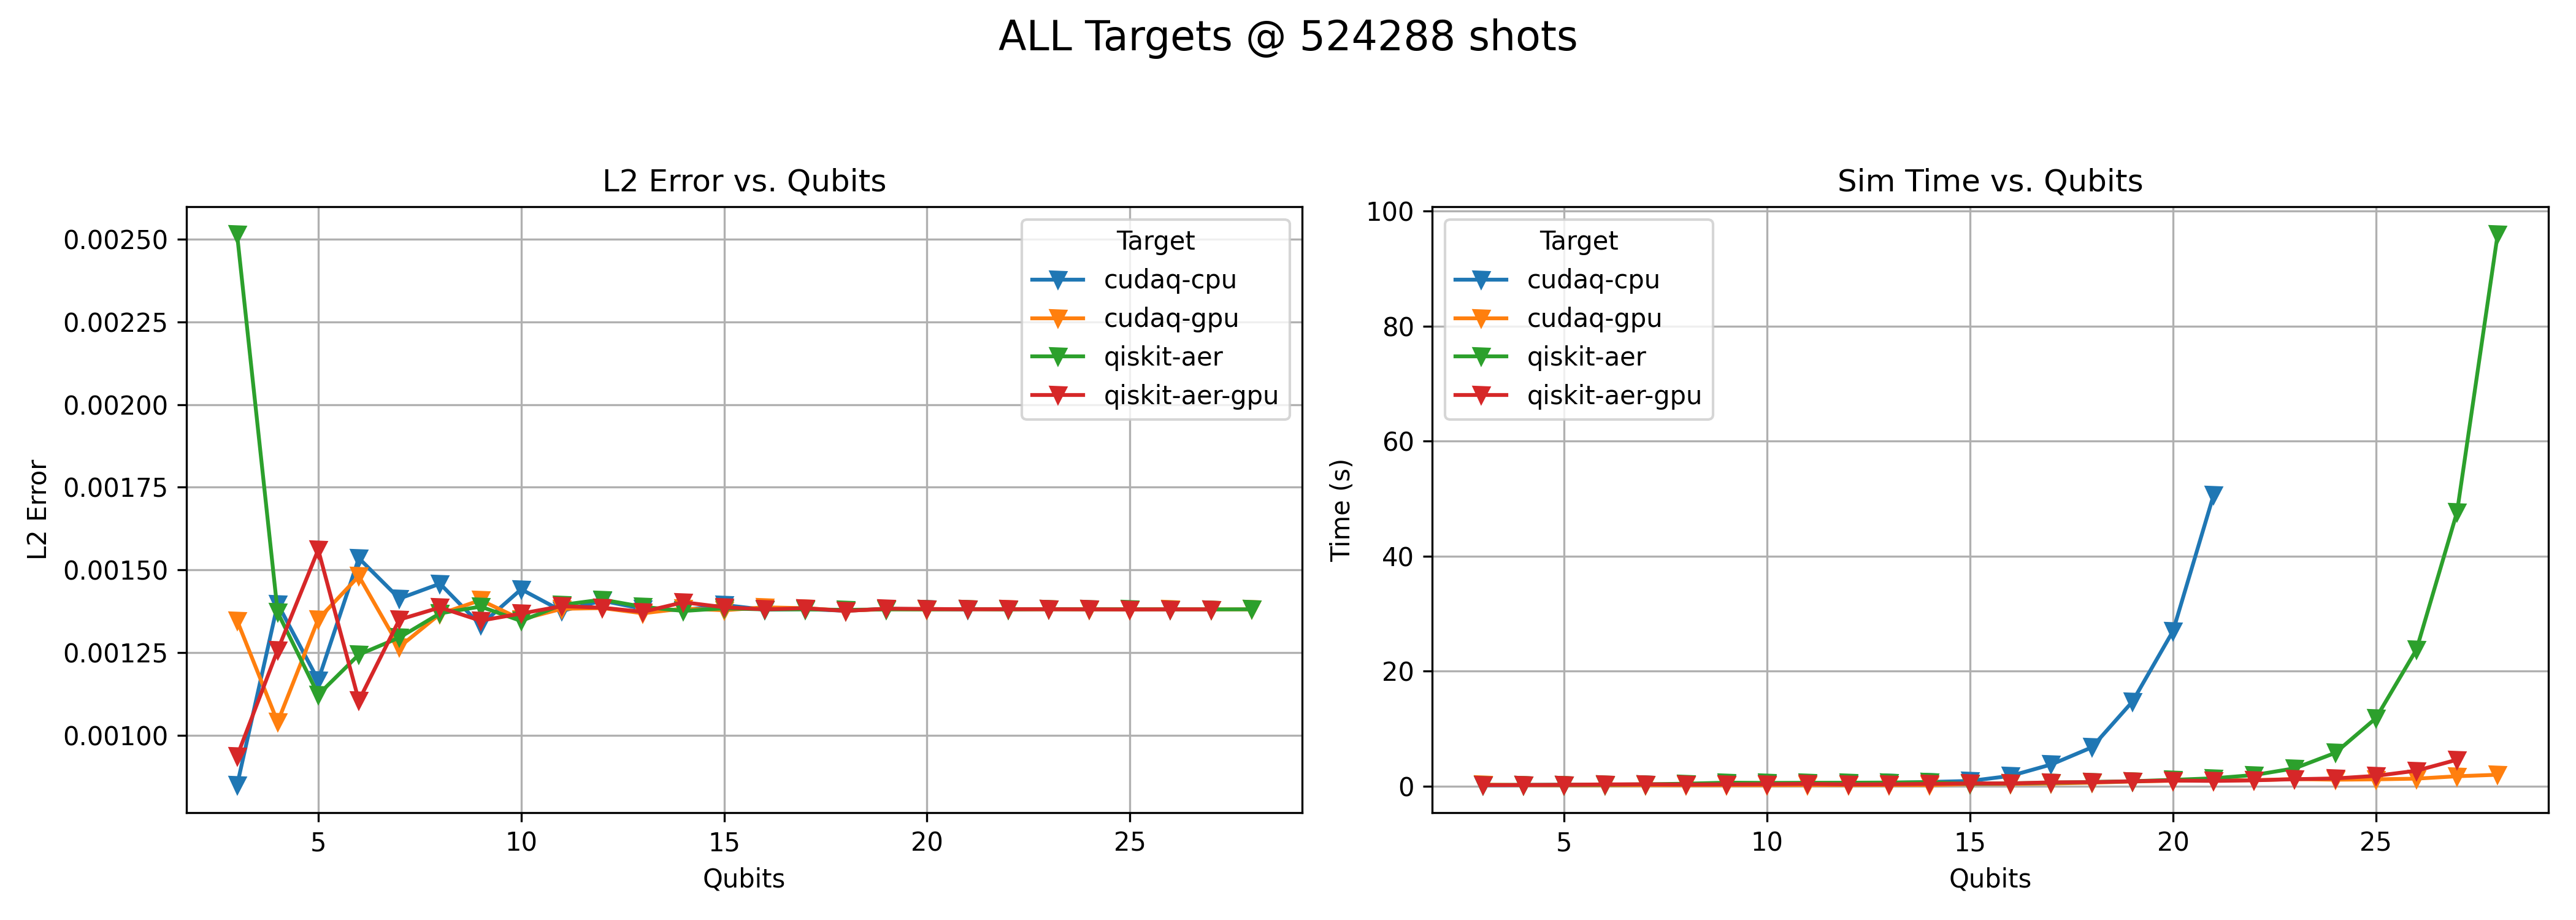 ALL Targets @ 524288 shots
L2 Error vs. Qubits
L2 Error
0.00250
0.00225
0.00200
0.00175
0.00150
0.00125
0.00100
Target
cudaq-cpu
cudaq-gpu
qiskit-aer
qiskit-aer-gpu
5
10
15
20
25
Qubits
Sim Time vs. Qubits
Time (s)
100
80
60
40
20
0
Target
cudaq-cpu
cudaq-gpu
qiskit-aer
qiskit-aer-gpu
5
10
15
20
25
Qubits